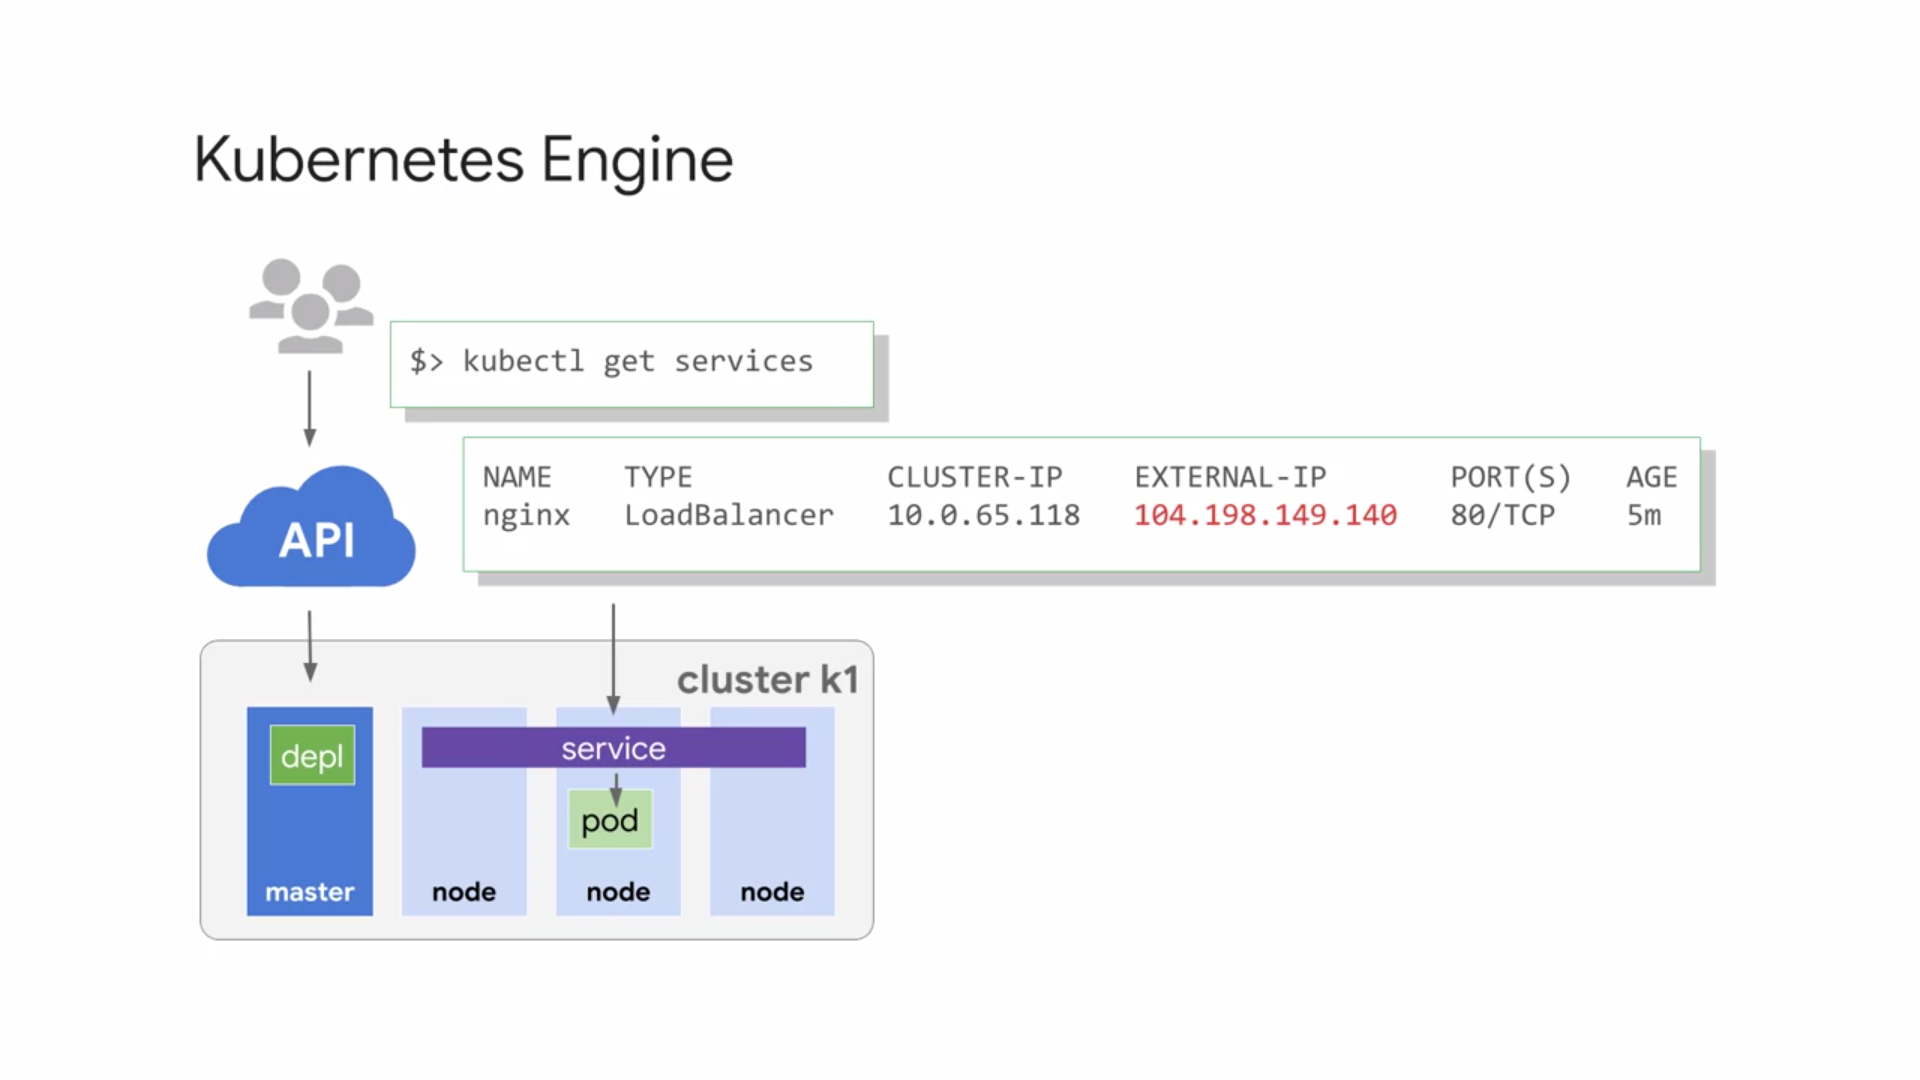 Kubernetes Engine
$> kubectl get services
NAME TYPE CLUSTER-IP EXTERNAL-IP PORT(S) AGE
nginx LoadBalancer 10.0.65.118 104.198.149.140 80/TCP 5m
API
cluster k1
depl
service
pod
master
node
node
node